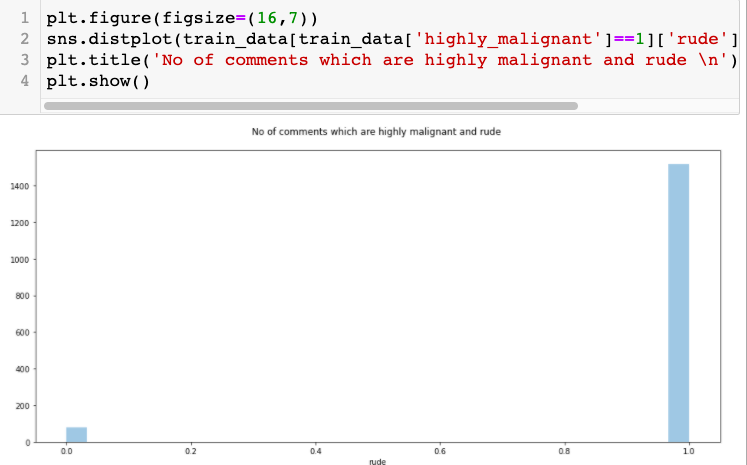 1 plt.figure(figsize=(16,7))
2 sns.distplot(train_data[train_data['highly_malignant']==1]['rude']
3 plt.title('No of comments which are highly malignant and rude \n')
4 plt.show()
No of comments which are highly malignant and rude
1400
1200
1000
800
600
400
200
0
0.0 0.2 0.4 0.6 0.8 1.0
rude